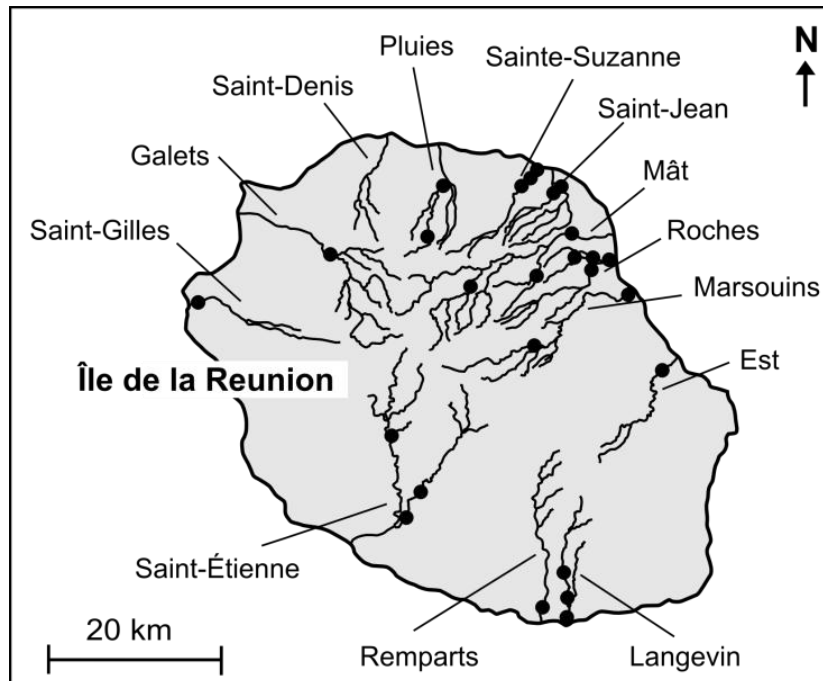 Pluies
N
Sainte-Suzanne
Saint-Denis
Saint-Jean
Galets
Mât
Saint-Gilles
Roches
Marsouins
Est
Île de la Reunion
Saint-Étienne
20 km
Remparts
Langevin